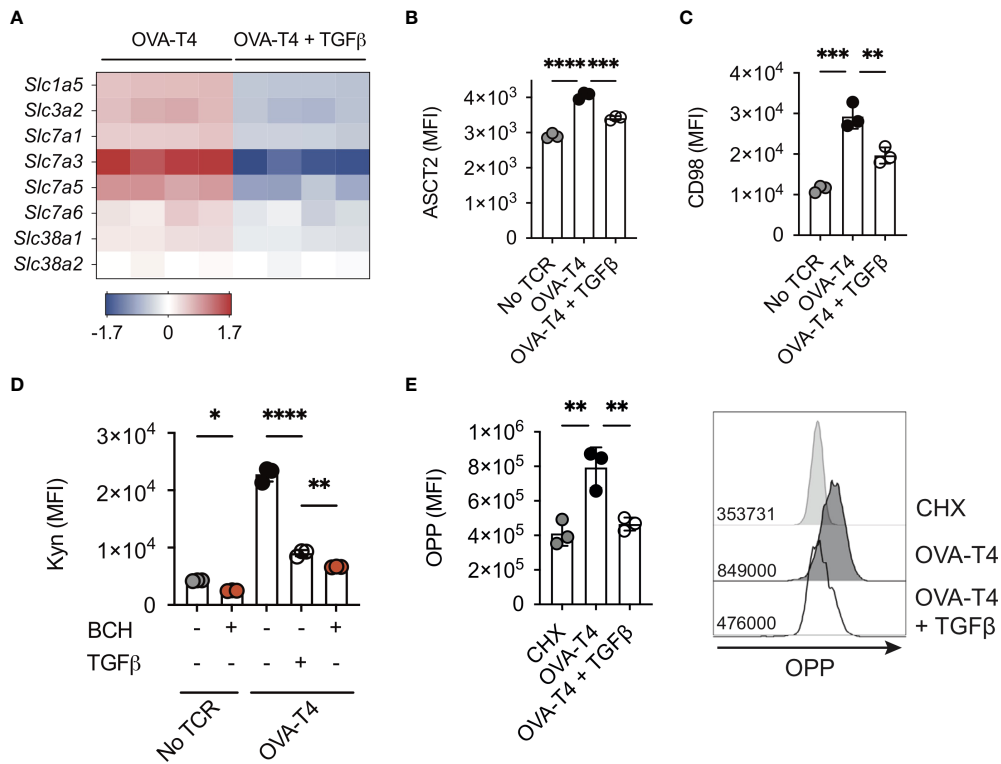 A
OVA-T4
OVA-T4 + TGFβ
Slc1a5
Slc3a2
Slc7a1
Slc7a3
Slc7a5
Slc7a6
Slc38a1
Slc38a2
-1.7 0 1.7
B
**** ***
ASCT2 (MFI)
4×10³
3×10³
2×10³
1×10³
0
No TCR
OVA-T4
OVA-T4 + TGFβ
C
*** **
CD98 (MFI)
4×10⁴
3×10⁴
2×10⁴
1×10⁴
0
No TCR
OVA-T4
OVA-T4 + TGFβ
D
* **** **
Kyn (MFI)
3×10⁴
2×10⁴
1×10⁴
0
BCH - + - - +
TGFβ - - - + -
No TCR
OVA-T4
E
** **
OPP (MFI)
1×10⁶
8×10⁵
6×10⁵
4×10⁵
2×10⁵
0
CHX
OVA-T4
OVA-T4 + TGFβ
353731 CHX
849000 OVA-T4
476000 OVA-T4
+ TGFβ
OPP